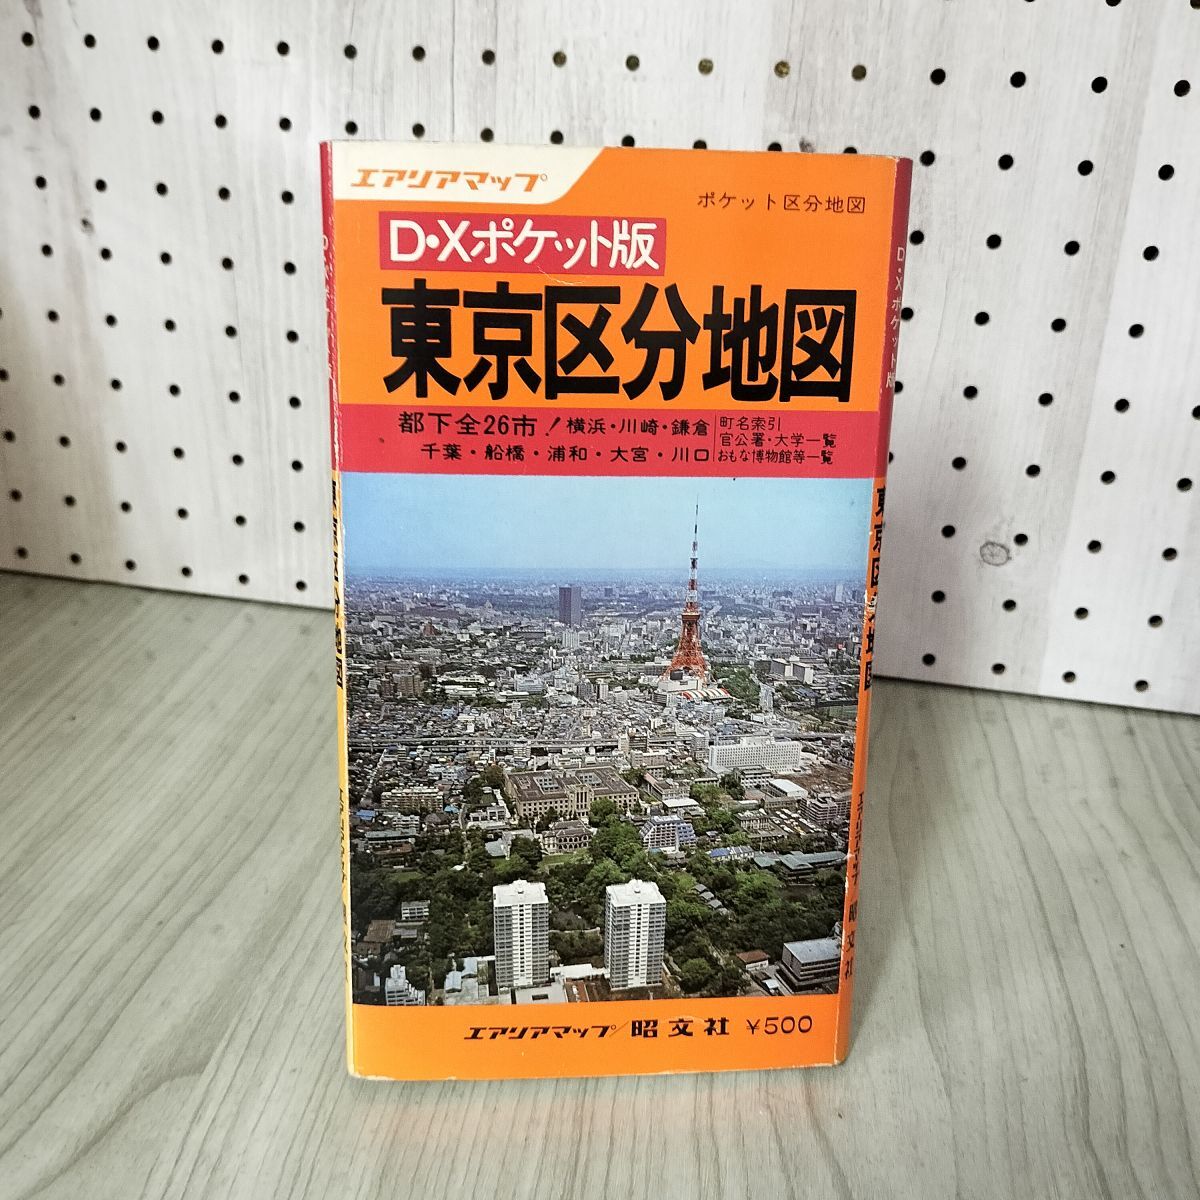 エアリアマップ
ポケット区分地図
D・Xポケット版
東京区分地図
都下全26市!横浜・川崎・鎌倉
千葉・船橋・浦和・大宮・川口
町名索引
官公署・大学一覧
おもな博物館等一覧
エアリアマップ/昭文社 ¥500
D・Xポケット版
東京区分地図
エアリアマップ 昭文社